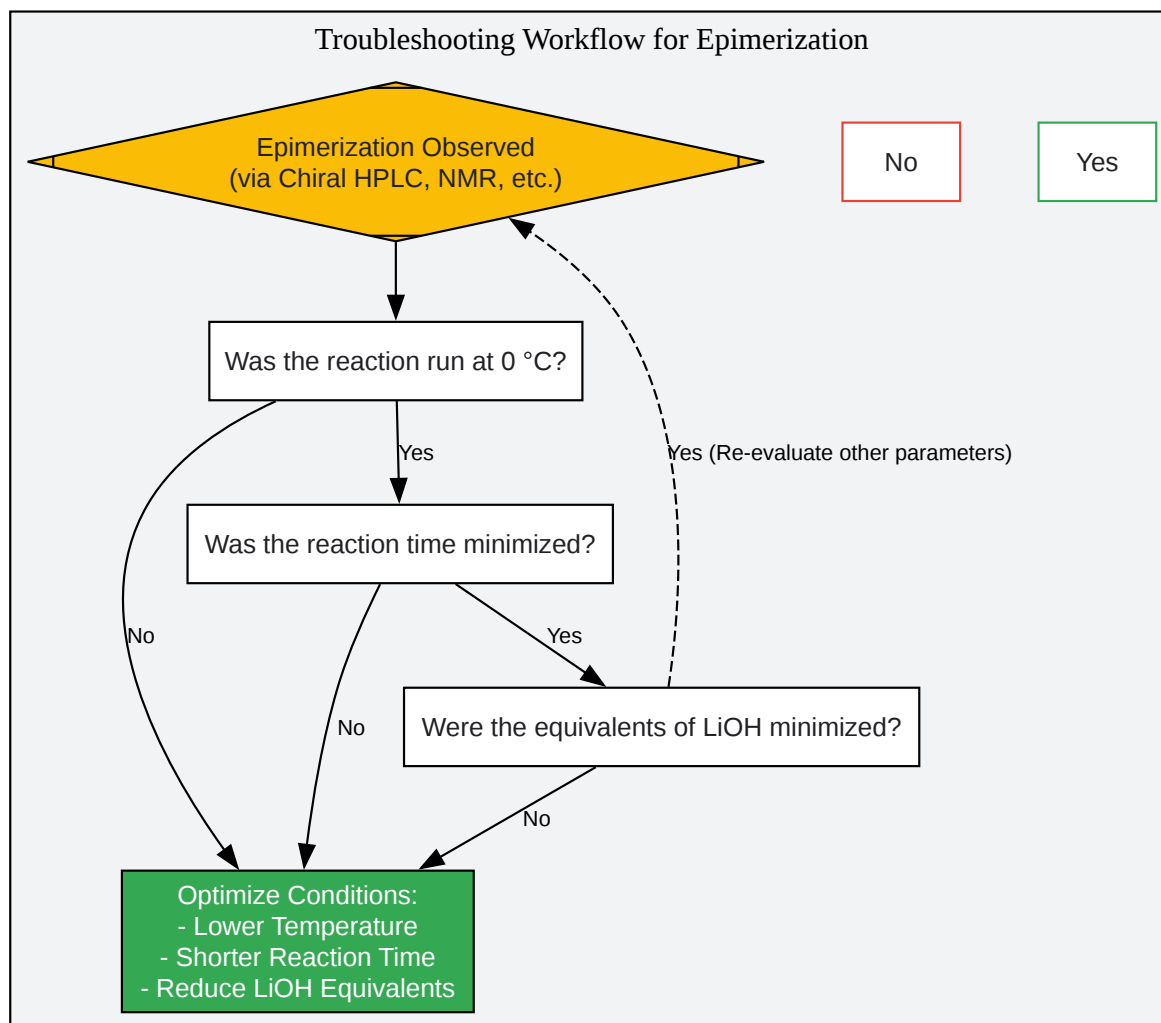 Troubleshooting Workflow for Epimerization
Epimerization Observed
(via Chiral HPLC, NMR, etc.)
No
Yes
Was the reaction run at 0 °C?
Yes
Yes (Re-evaluate other parameters)
Was the reaction time minimized?
No
Yes
No
Were the equivalents of LiOH minimized?
No
Optimize Conditions:
- Lower Temperature
- Shorter Reaction Time
- Reduce LiOH Equivalents